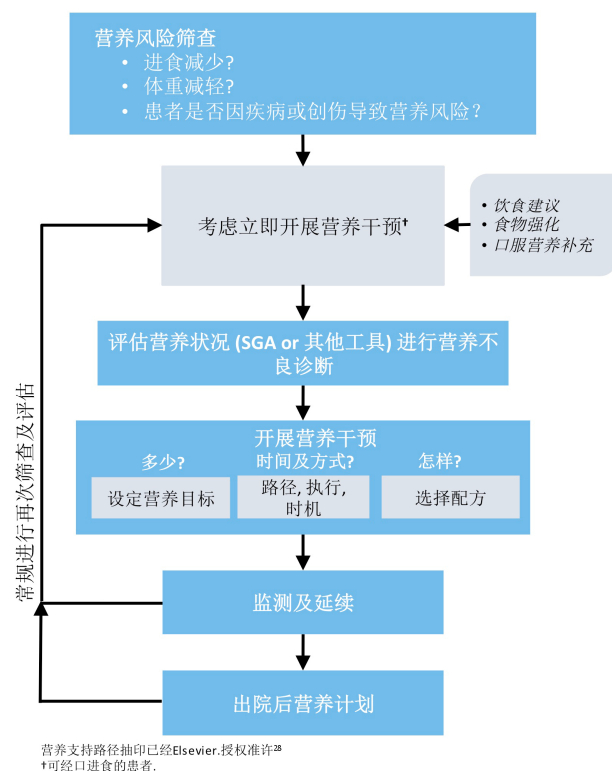 营养风险筛查
• 进食减少?
• 体重减轻?
• 患者是否因疾病或创伤导致营养风险?
考虑立即开展营养干预†
• 饮食建议
• 食物强化
• 口服营养补充
评估营养状况 (SGA or 其他工具) 进行营养不
良诊断
开展营养干预
多少?
设定营养目标
时间及方式?
路径, 执行,
时机
怎样?
选择配方
监测及延续
出院后营养计划
常规进行再次筛查及评估
营养支持路径抽印已经Elsevier.授权准许28
†可经口进食的患者.